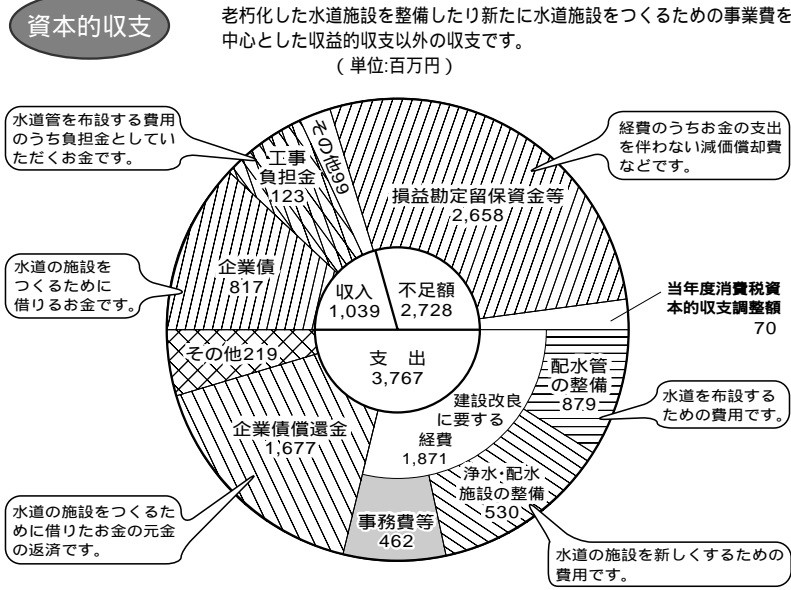 資本的収支
老朽化した水道施設を整備したり新たに水道施設をつくるための事業費を
中心とした収益的収支以外の収支です。
(単位:百万円)
水道管を布設する費用
のうち負担金としてい
ただくお金です。
経費のうちお金の支出
を伴わない減価償却費
などです。
その他99
工事
負担金
123
損益勘定留保資金等
2,658
水道の施設を
つくるために
借りるお金です。
企業債
817
収入
1,039
不足額
2,728
当年度消費税資
本的収支調整額
70
その他219
支 出
3,767
配水管
の整備
879
水道を布設する
ための費用です。
建設改良
に要する
経費
1,871
企業債償還金
1,677
浄水・配水
施設の整備
530
水道の施設をつくるた
めに借りたお金の元金
の返済です。
事務費等
462
水道の施設を新しくするための
費用です。